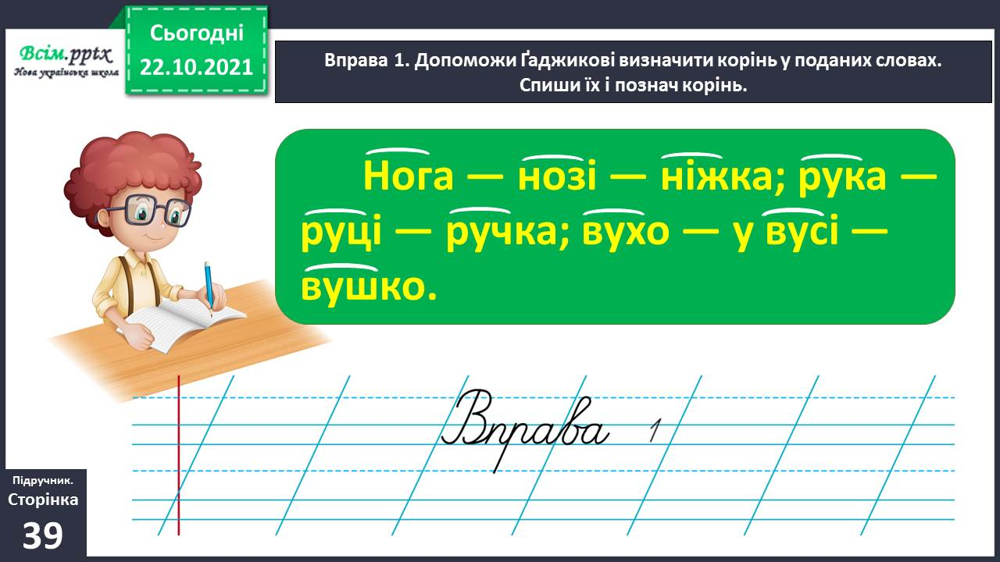 Всім.pptx
Нова українська школа
Сьогодні
22.10.2021
Вправа 1. Допоможи Ґаджикові визначити корінь у поданих словах.
Спиши їх і познач корінь.
Нога — нозі — ніжка; рука —
руці — ручка; вухо — у вусі —
вушко.
Вправа 1
Підручник.
Сторінка
39